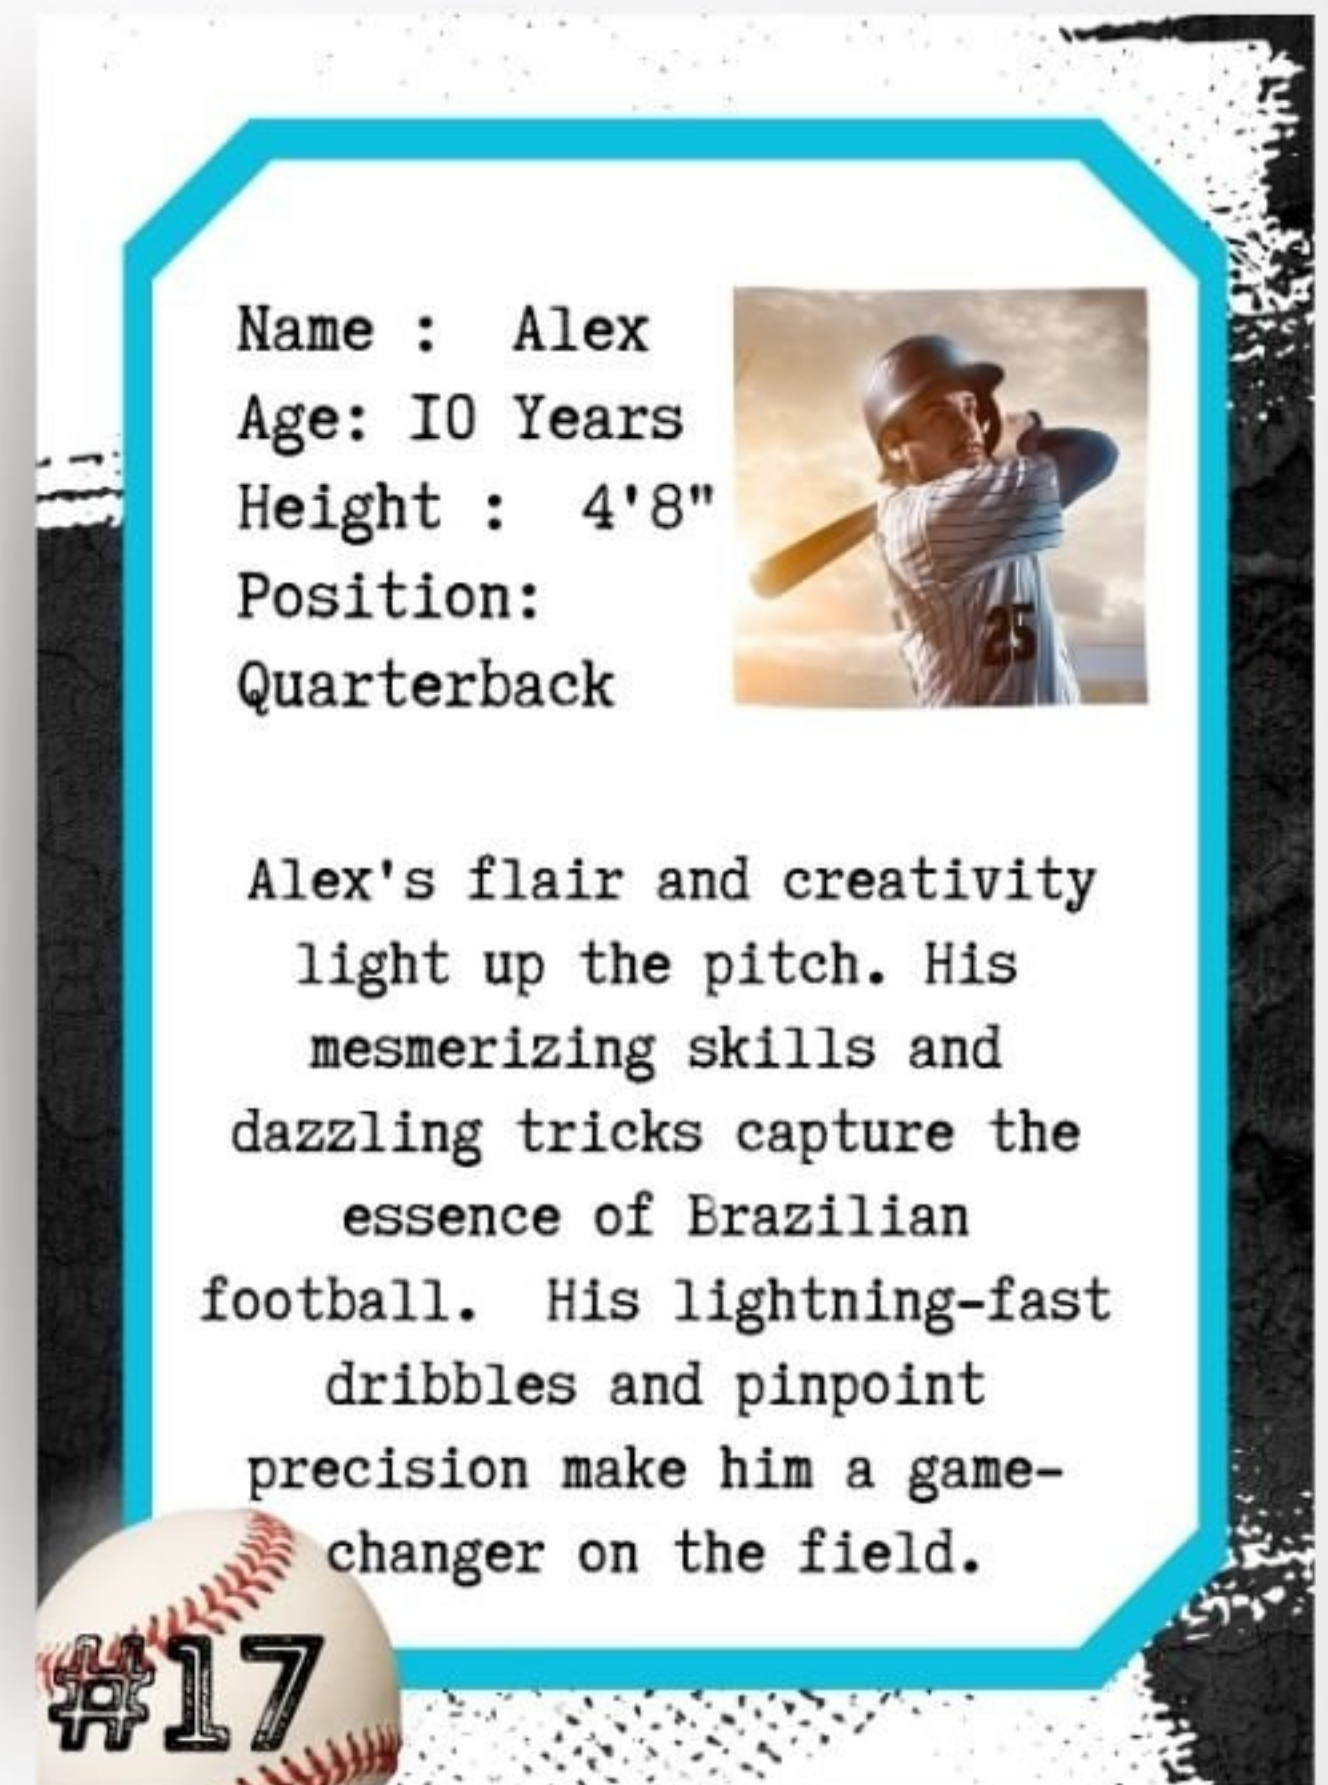 Name :  Alex
Age: 10 Years
Height :  4'8"
Position:
Quarterback
25
Alex's flair and creativity
light up the pitch. His
mesmerizing skills and
dazzling tricks capture the
essence of Brazilian
football.  His lightning-fast
dribbles and pinpoint
precision make him a game-
changer on the field.
#17